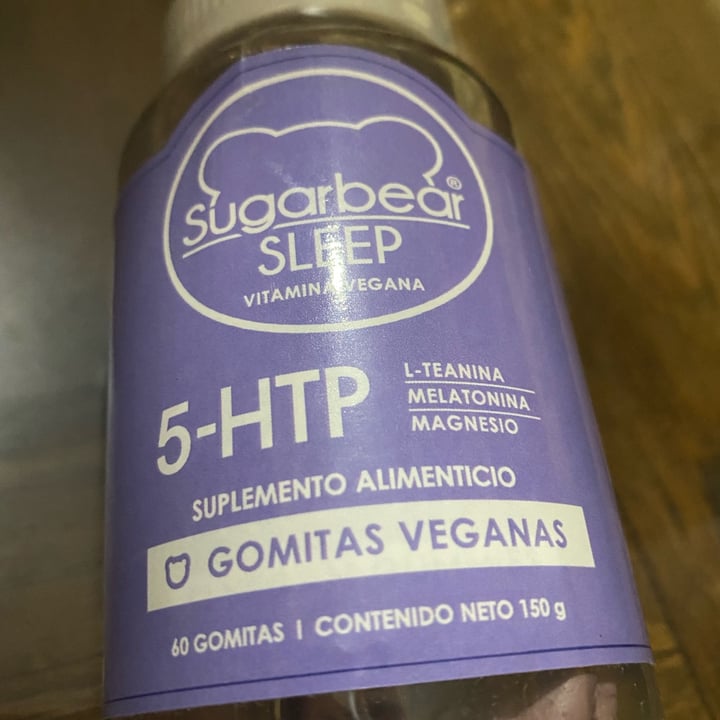 Sugarbear®
SLEEP
VITAMINA VEGANA
5-HTP
L-TEANINA
MELATONINA
MAGNESIO
SUPLEMENTO ALIMENTICIO
GOMITAS VEGANAS
60 GOMITAS | CONTENIDO NETO 150 g